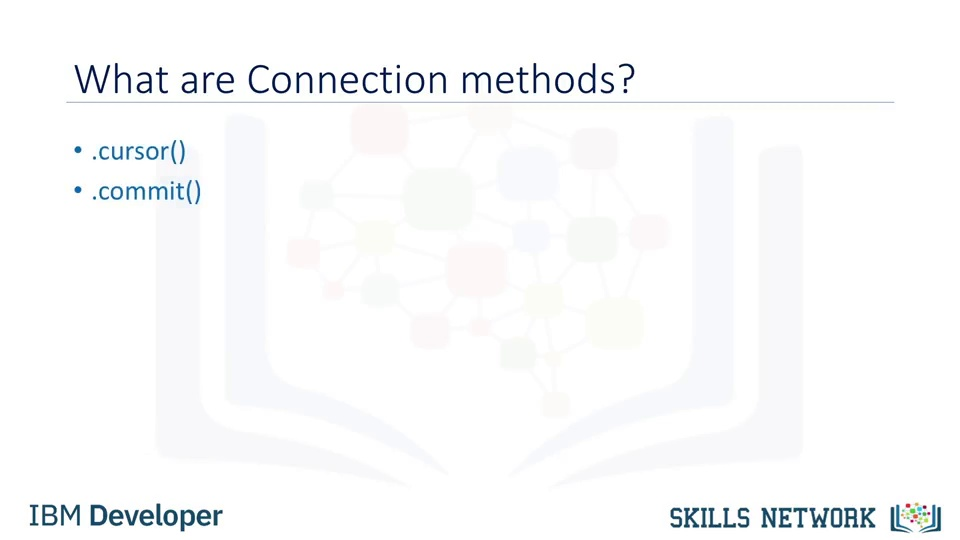 What are Connection methods?
• .cursor()
• .commit()
IBM Developer
SKILLS NETWORK